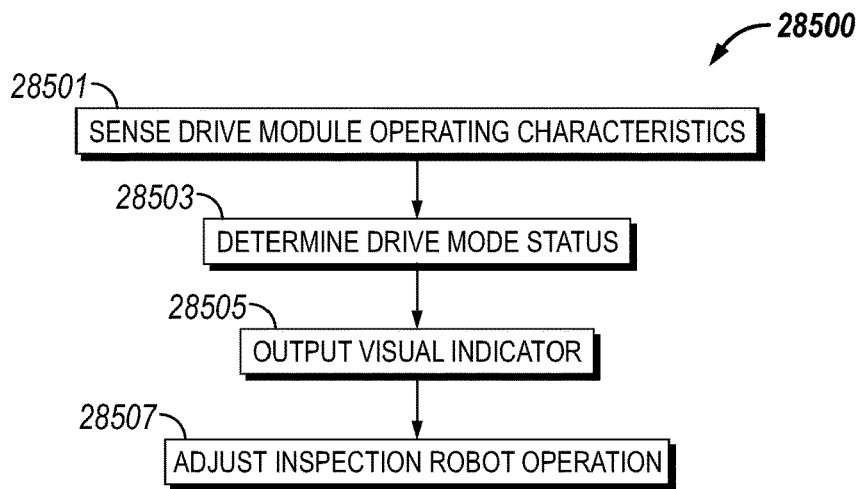 28500
28501
SENSE DRIVE MODULE OPERATING CHARACTERISTICS
28503
DETERMINE DRIVE MODE STATUS
28505
OUTPUT VISUAL INDICATOR
28507
ADJUST INSPECTION ROBOT OPERATION